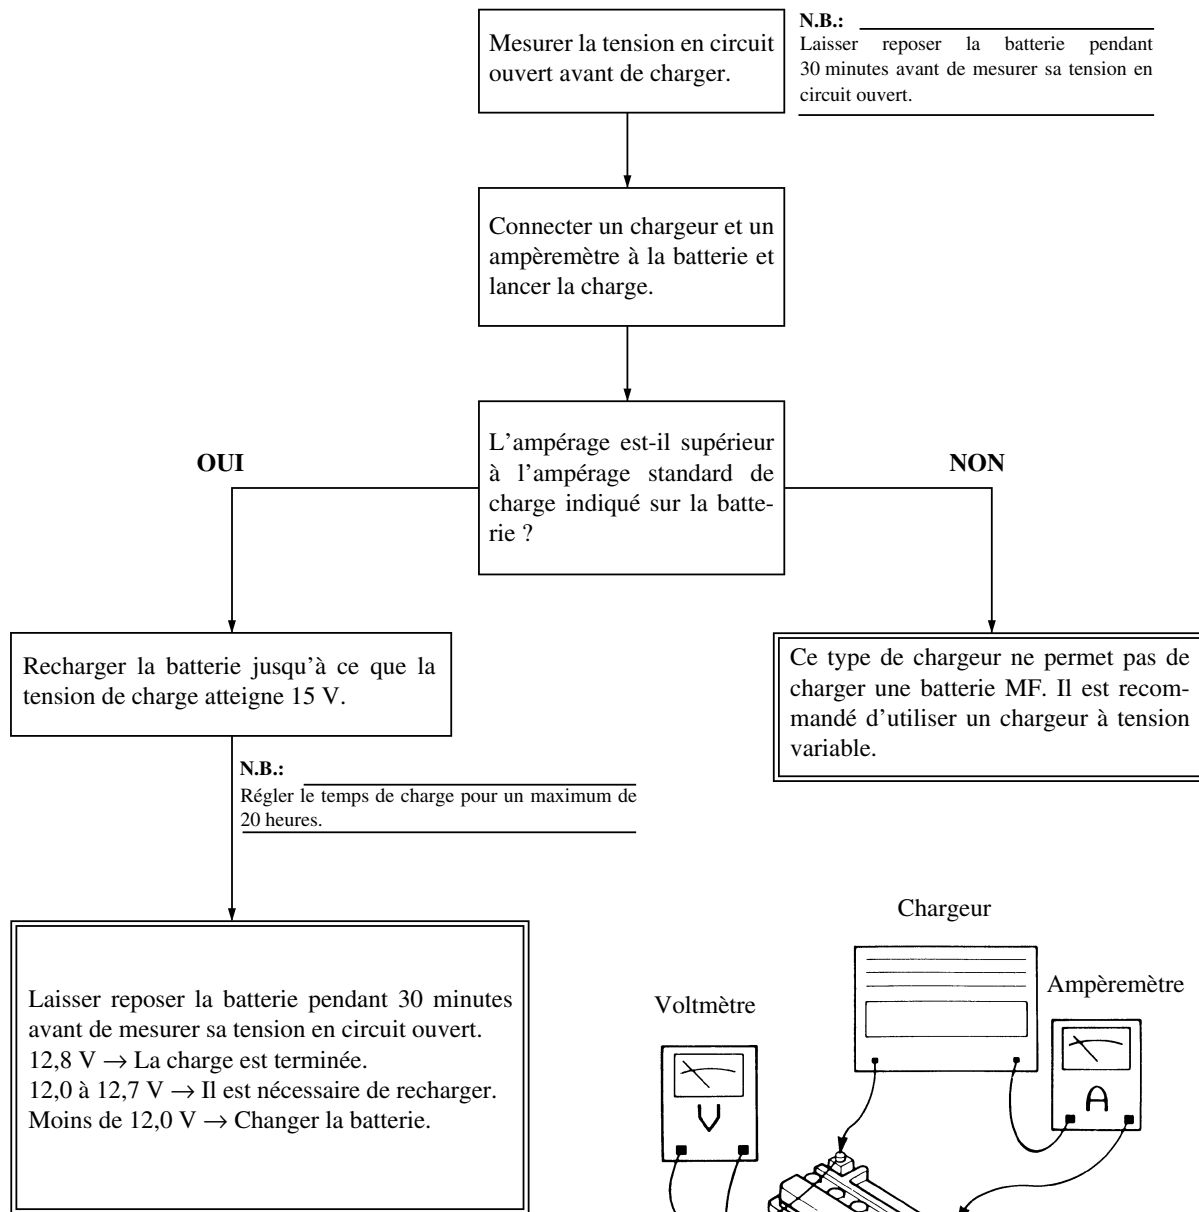 Mesurer la tension en circuit
ouvert avant de charger.
N.B.:
Laisser reposer la batterie pendant
30 minutes avant de mesurer sa tension en
circuit ouvert.
Connecter un chargeur et un
ampèremètre à la batterie et
lancer la charge.
L’ampérage est-il supérieur
à l’ampérage standard de
charge indiqué sur la batte-
rie ?
OUI
NON
Recharger la batterie jusqu’à ce que la
tension de charge atteigne 15 V.
Ce type de chargeur ne permet pas de
charger une batterie MF. Il est recom-
mandé d’utiliser un chargeur à tension
variable.
N.B.:
Régler le temps de charge pour un maximum de
20 heures.
Laisser reposer la batterie pendant 30 minutes
avant de mesurer sa tension en circuit ouvert.
12,8 V → La charge est terminée.
12,0 à 12,7 V → Il est nécessaire de recharger.
Moins de 12,0 V → Changer la batterie.
Chargeur
Voltmètre
Ampèremètre
V
A